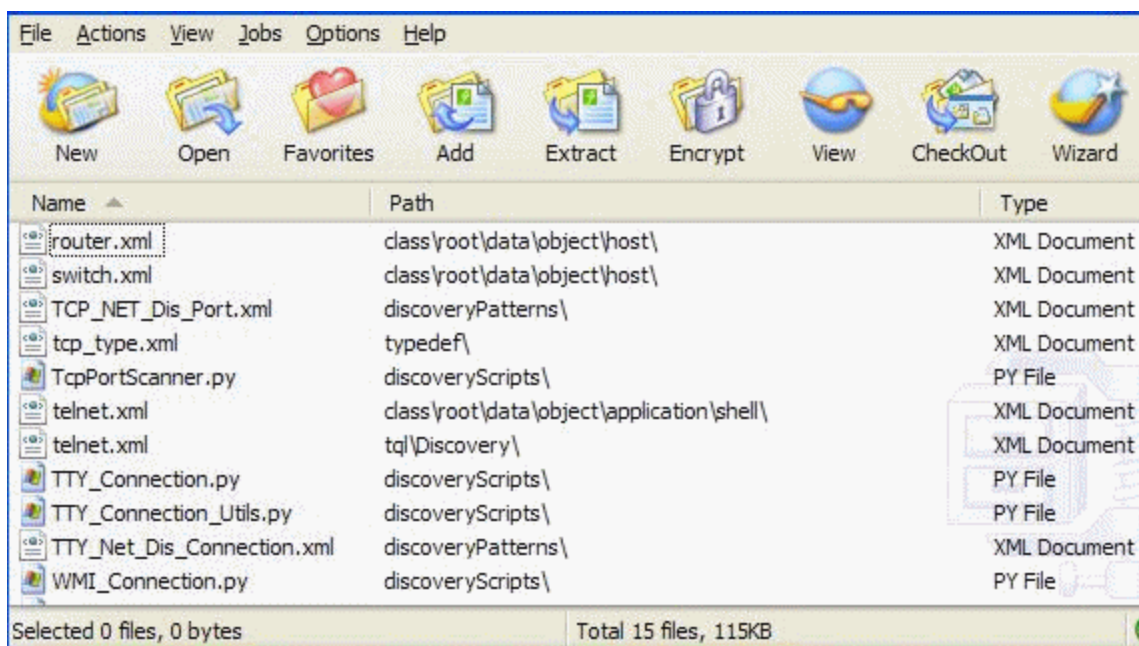 File Actions View Jobs Options Help
New Open Favorites Add Extract Encrypt View CheckOut Wizard
Name Path Type
router.xml class\root\data\object\host\ XML Document
switch.xml class\root\data\object\host\ XML Document
TCP_NET_Dis_Port.xml discoveryPatterns\ XML Document
tcp_type.xml typedef\ XML Document
TcpPortScanner.py discoveryScripts\ PY File
telnet.xml class\root\data\object\application\shell\ XML Document
telnet.xml tql\Discovery\ XML Document
TTY_Connection.py discoveryScripts\ PY File
TTY_Connection_Utils.py discoveryScripts\ PY File
TTY_Net_Dis_Connection.xml discoveryPatterns\ XML Document
WMI_Connection.py discoveryScripts\ PY File
Selected 0 files, 0 bytes Total 15 files, 115KB